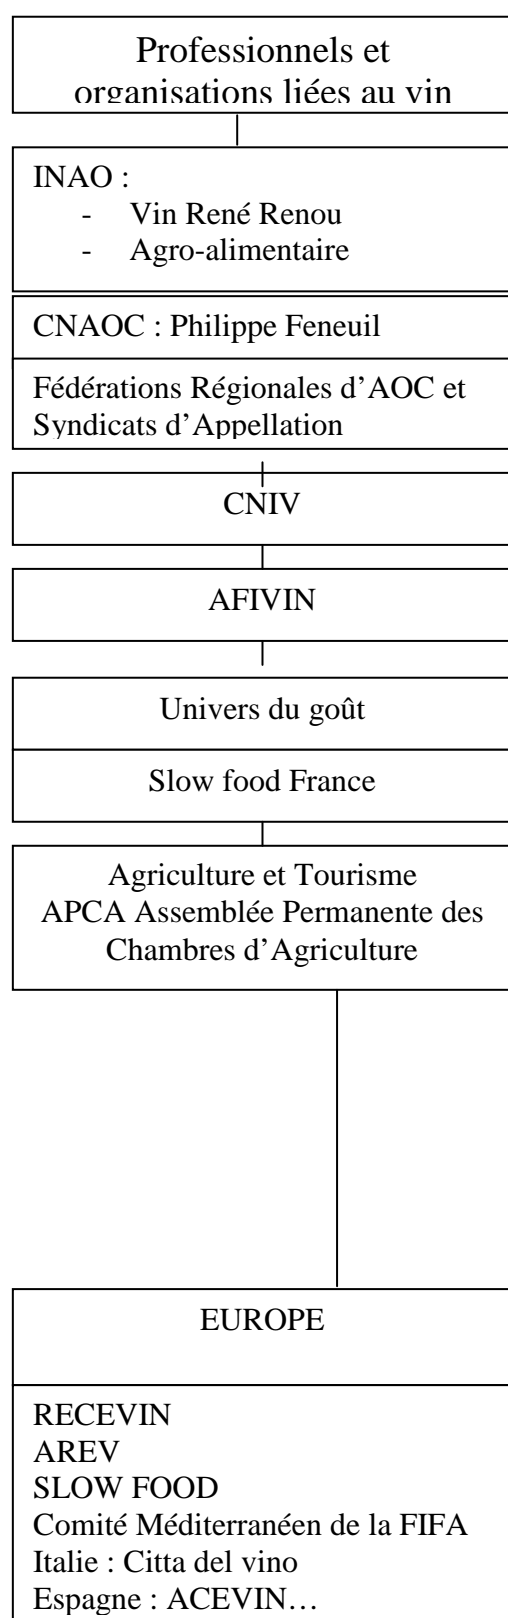 Professionnels et
organisations liées au vin
INAO :
- Vin René Renou
- Agro-alimentaire
CNAOC : Philippe Feneuil
Fédérations Régionales d’AOC et
Syndicats d’Appellation
CNIV
AFIVIN
Univers du goût
Slow food France
Agriculture et Tourisme
APCA Assemblée Permanente des
Chambres d’Agriculture
EUROPE
RECEVIN
AREV
SLOW FOOD
Comité Méditerranéen de la FIFA
Italie : Citta del vino
Espagne : ACEVIN…